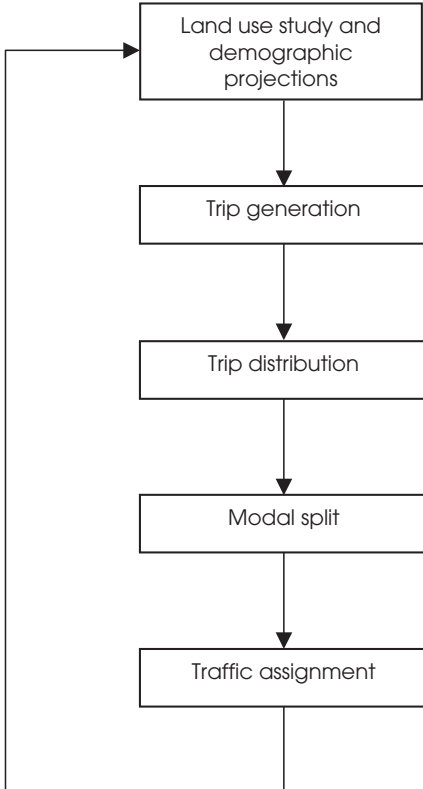 Land use study and
demographic
projections
Trip generation
Trip distribution
Modal split
Traffic assignment